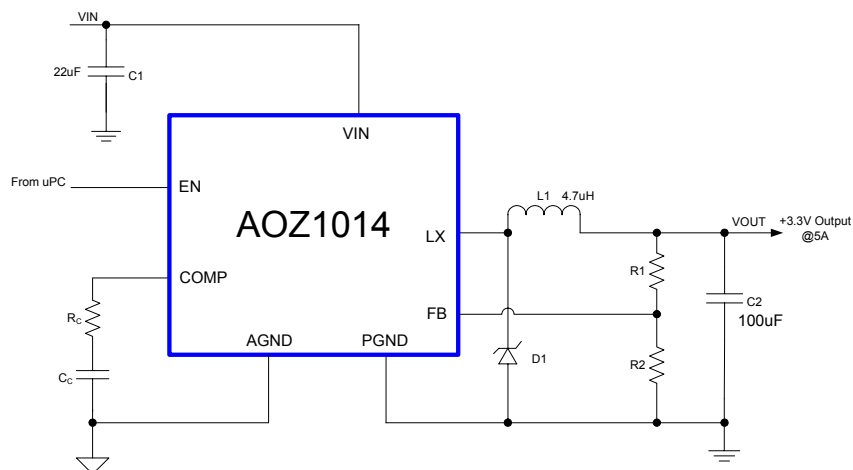 VIN
22uF
C1
VIN
From uPC
EN
AOZ1014
LX
L1 4.7uH
VOUT
+3.3V Output
@5A
COMP
R1
C2
100uF
RC
FB
AGND
PGND
D1
R2
CC